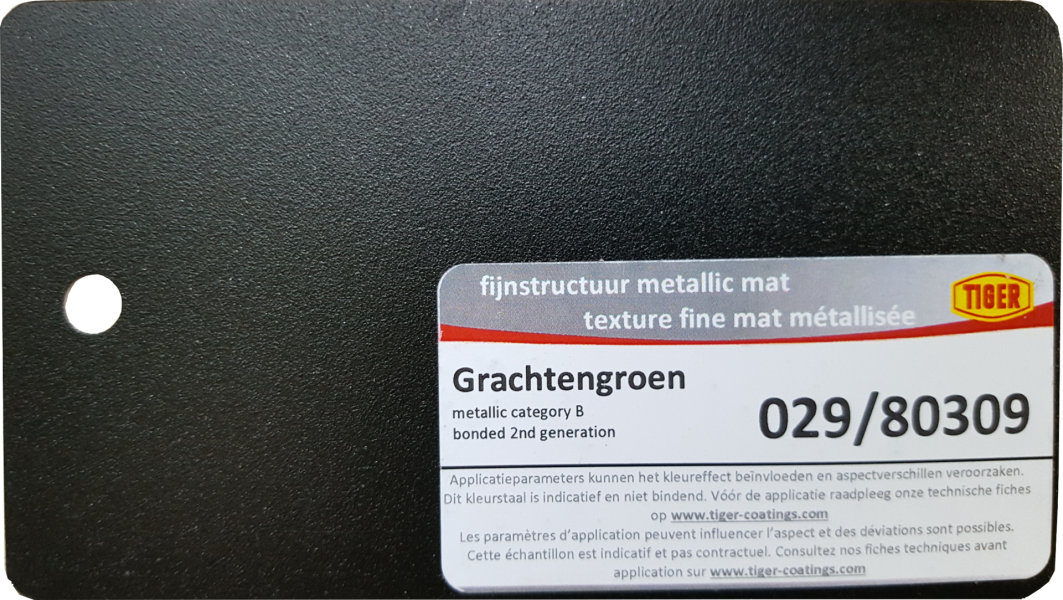 fijnstructuur metallic mat
texture fine mat métallisée
TIGER
Grachtengroen
metallic category B
bonded 2nd generation
029/80309
Applicatieparameters kunnen het kleureffect beïnvloeden en aspectverschillen veroorzaken.
Dit kleurstaal is indicatief en niet bindend. Vóór de applicatie raadpleeg onze technische fiches
op www.tiger-coatings.com
Les paramètres d'application peuvent influencer l'aspect et des déviations sont possibles.
Cette échantillon est indicatif et pas contractuel. Consultez nos fiches techniques avant
application sur www.tiger-coatings.com